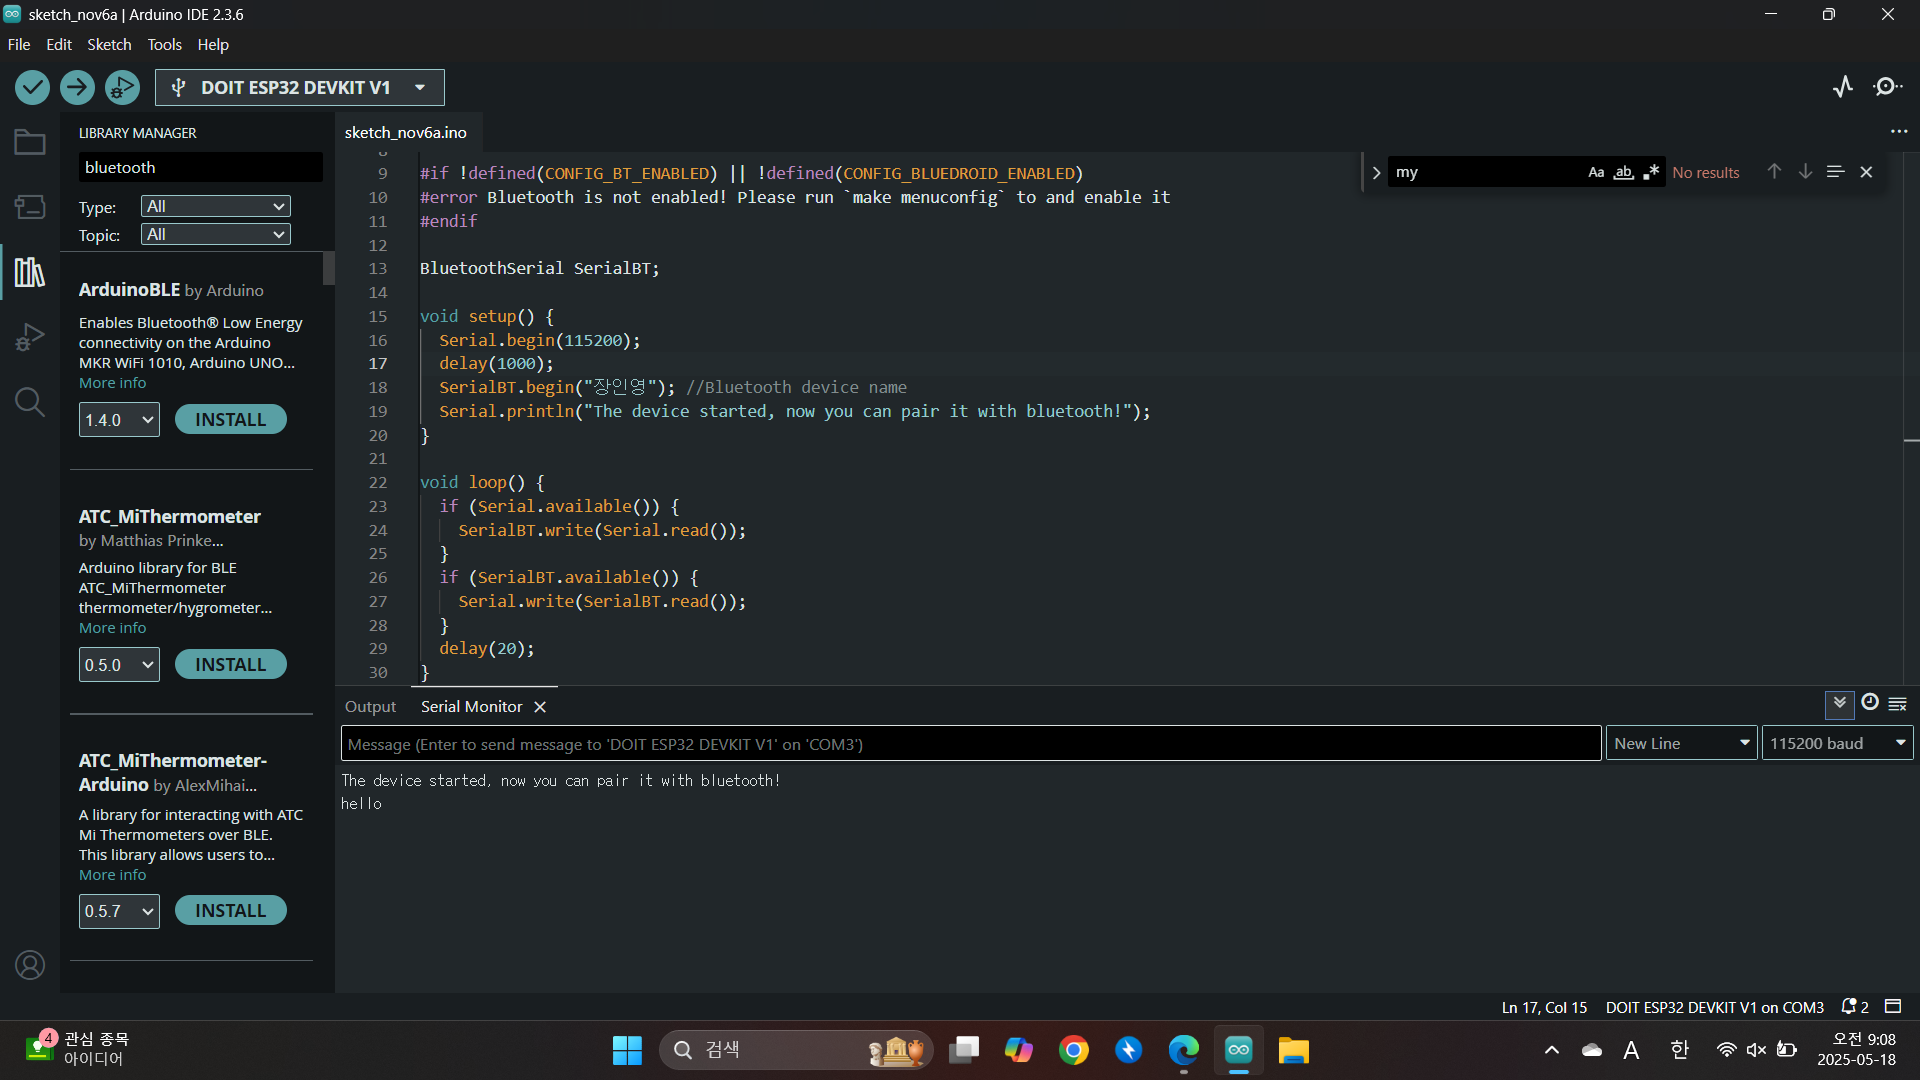 sketch_nov6a | Arduino IDE 2.3.6
File Edit Sketch Tools Help
DOIT ESP32 DEVKIT V1
LIBRARY MANAGER
bluetooth
Type: All
Topic: All
ArduinoBLE by Arduino
Enables Bluetooth® Low Energy
connectivity on the Arduino
MKR WiFi 1010, Arduino UNO...
More info
1.4.0 INSTALL
ATC_MiThermometer
by Matthias Prinke...
Arduino library for BLE
ATC_MiThermometer
thermometer/hygrometer...
More info
0.5.0 INSTALL
ATC_MiThermometer-
Arduino by AlexMihai...
A library for interacting with ATC
Mi Thermometers over BLE.
This library allows users to...
More info
0.5.7 INSTALL
sketch_nov6a.ino
my Aa ab No results
8
9 #if !defined(CONFIG_BT_ENABLED) || !defined(CONFIG_BLUEDROID_ENABLED)
10 #error Bluetooth is not enabled! Please run `make menuconfig` to and enable it
11 #endif
12
13 BluetoothSerial SerialBT;
14
15 void setup() {
16 Serial.begin(115200);
17 delay(1000);
18 SerialBT.begin("장인영"); //Bluetooth device name
19 Serial.println("The device started, now you can pair it with bluetooth!");
20 }
21
22 void loop() {
23 if (Serial.available()) {
24 SerialBT.write(Serial.read());
25 }
26 if (SerialBT.available()) {
27 Serial.write(SerialBT.read());
28 }
29 delay(20);
30 }
Output Serial Monitor
Message (Enter to send message to 'DOIT ESP32 DEVKIT V1' on 'COM3')
New Line 115200 baud
The device started, now you can pair it with bluetooth!
hello
Ln 17, Col 15 DOIT ESP32 DEVKIT V1 on COM3 2
4 관심 종목
아이디어
검색
A 한
오전 9:08
2025-05-18